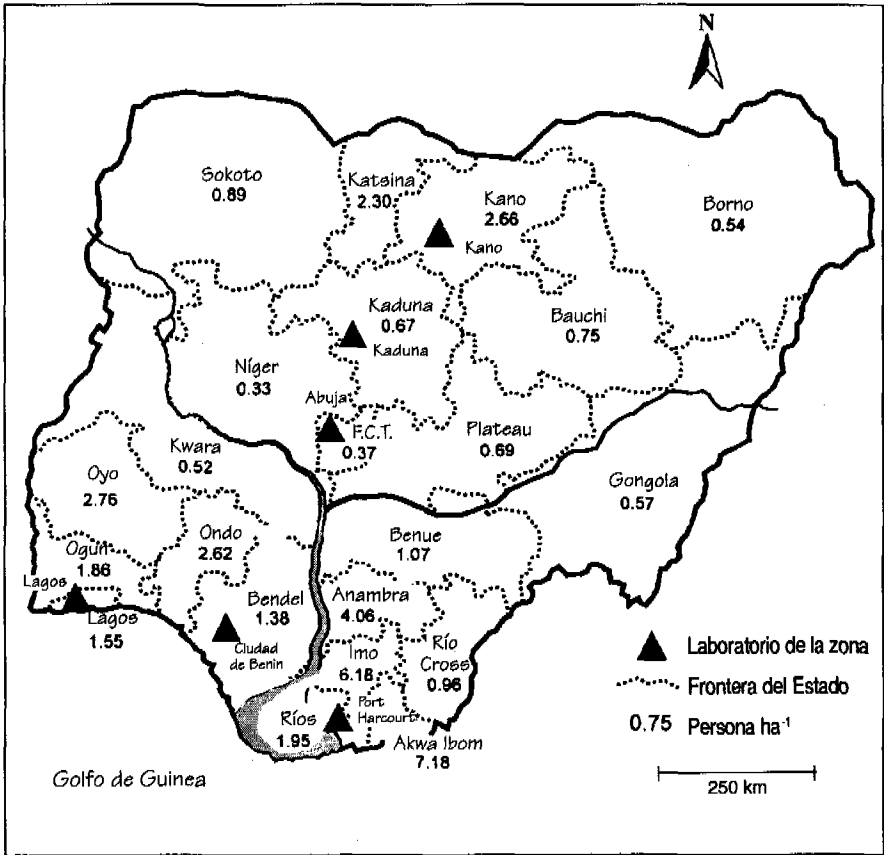 N
Sokoto
0.89
Katsina
2.30
Kano
2.66
Kano
Borno
0.54
Kaduna
0.67
Kaduna
Bauchi
0.75
Níger
0.33
Abuja
F.C.T.
0.37
Plateau
0.69
Kwara
0.52
Gongola
0.57
Oyo
2.76
Ondo
2.62
Benue
1.07
Ogun
1.86
Lagos
Lagos
1.55
Bendel
1.38
Ciudad
de Benin
Anambra
4.06
Imo
6.18
Río
Cross
0.96
Port
Harcourt
Ríos
1.95
Akwa Ibom
7.18
Golfo de Guinea
Laboratorio de la zona
Frontera del Estado
0.75 Persona ha⁻¹
250 km